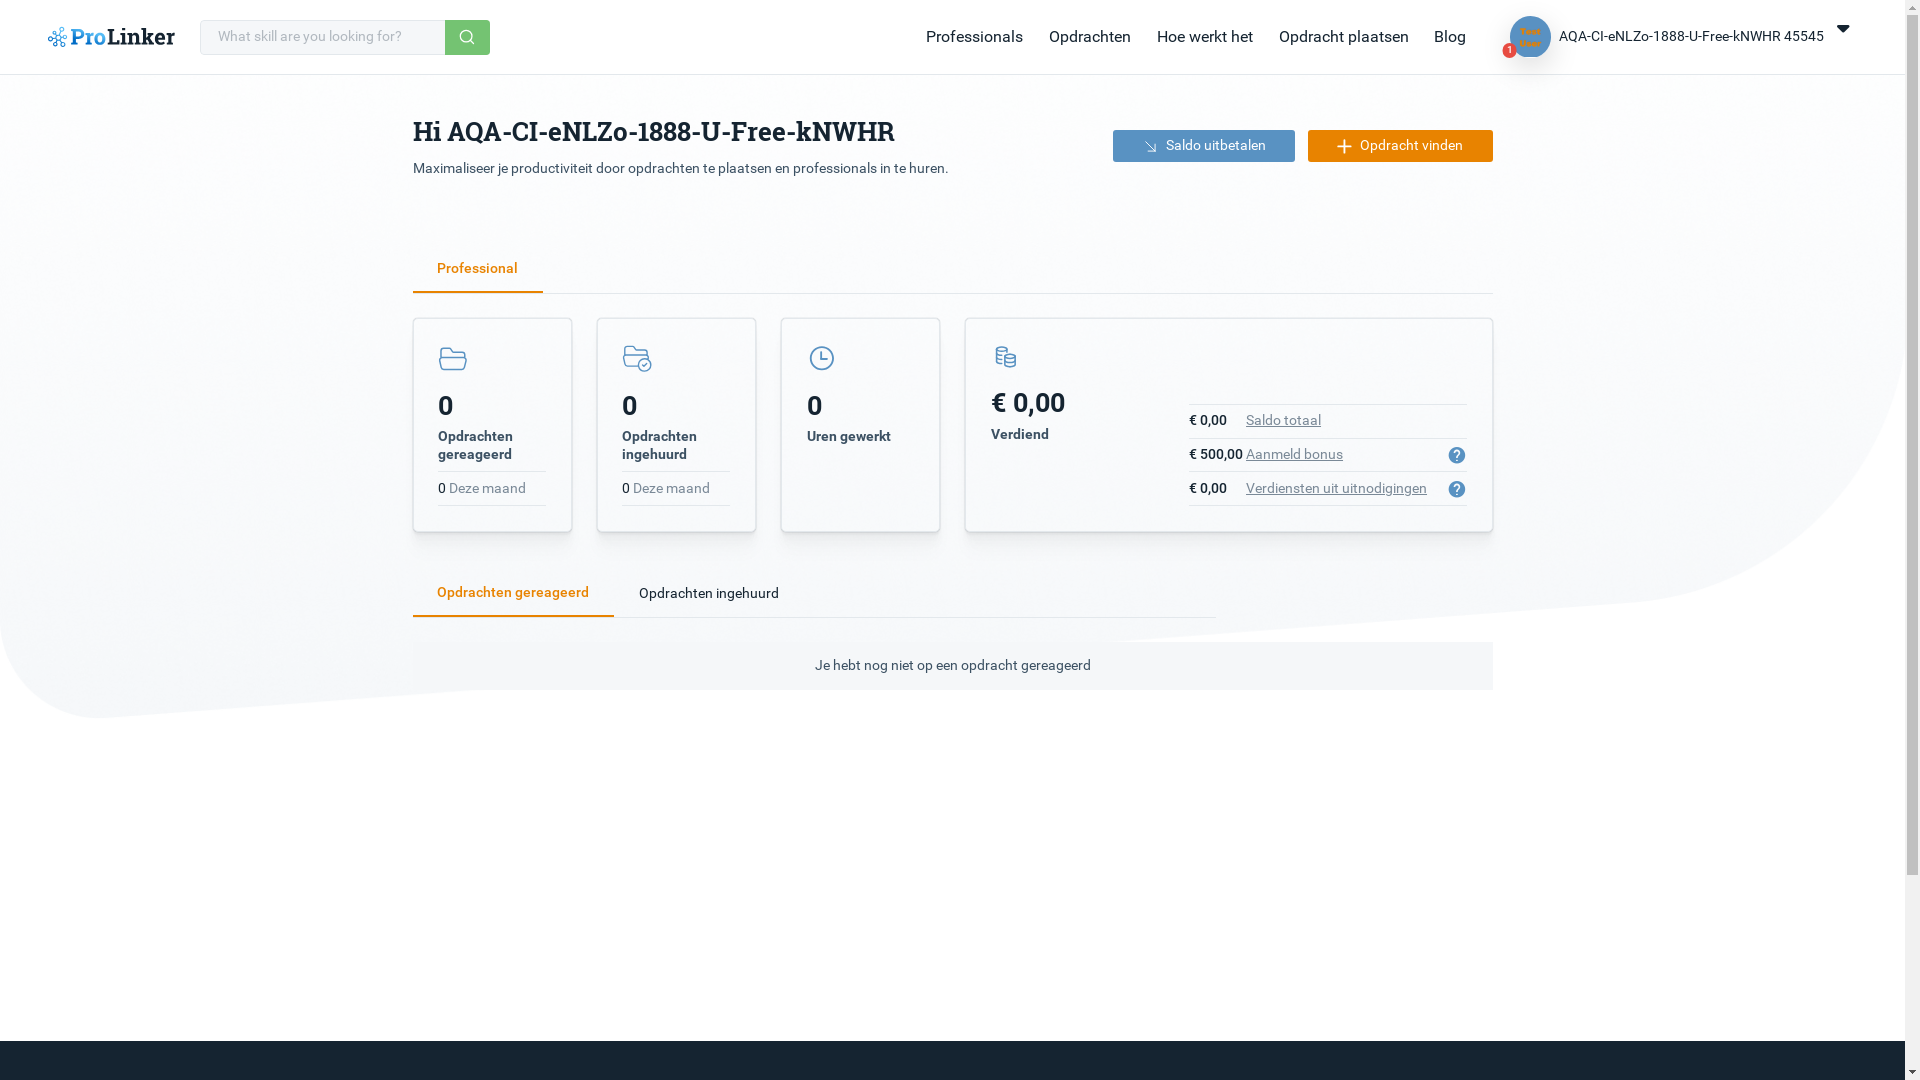 ProLinker
What skill are you looking for?
Professionals
Opdrachten
Hoe werkt het
Opdracht plaatsen
Blog
Test
User
1
AQA-CI-eNLZo-1888-U-Free-kNWHR 45545
Hi AQA-CI-eNLZo-1888-U-Free-kNWHR
Maximaliseer je productiviteit door opdrachten te plaatsen en professionals in te huren.
Saldo uitbetalen
Opdracht vinden
Professional
0
Opdrachten
gereageerd
0 Deze maand
0
Opdrachten
ingehuurd
0 Deze maand
0
Uren gewerkt
€ 0,00
Verdiend
€ 0,00 Saldo totaal
€ 500,00 Aanmeld bonus ?
€ 0,00 Verdiensten uit uitnodigingen ?
Opdrachten gereageerd
Opdrachten ingehuurd
Je hebt nog niet op een opdracht gereageerd